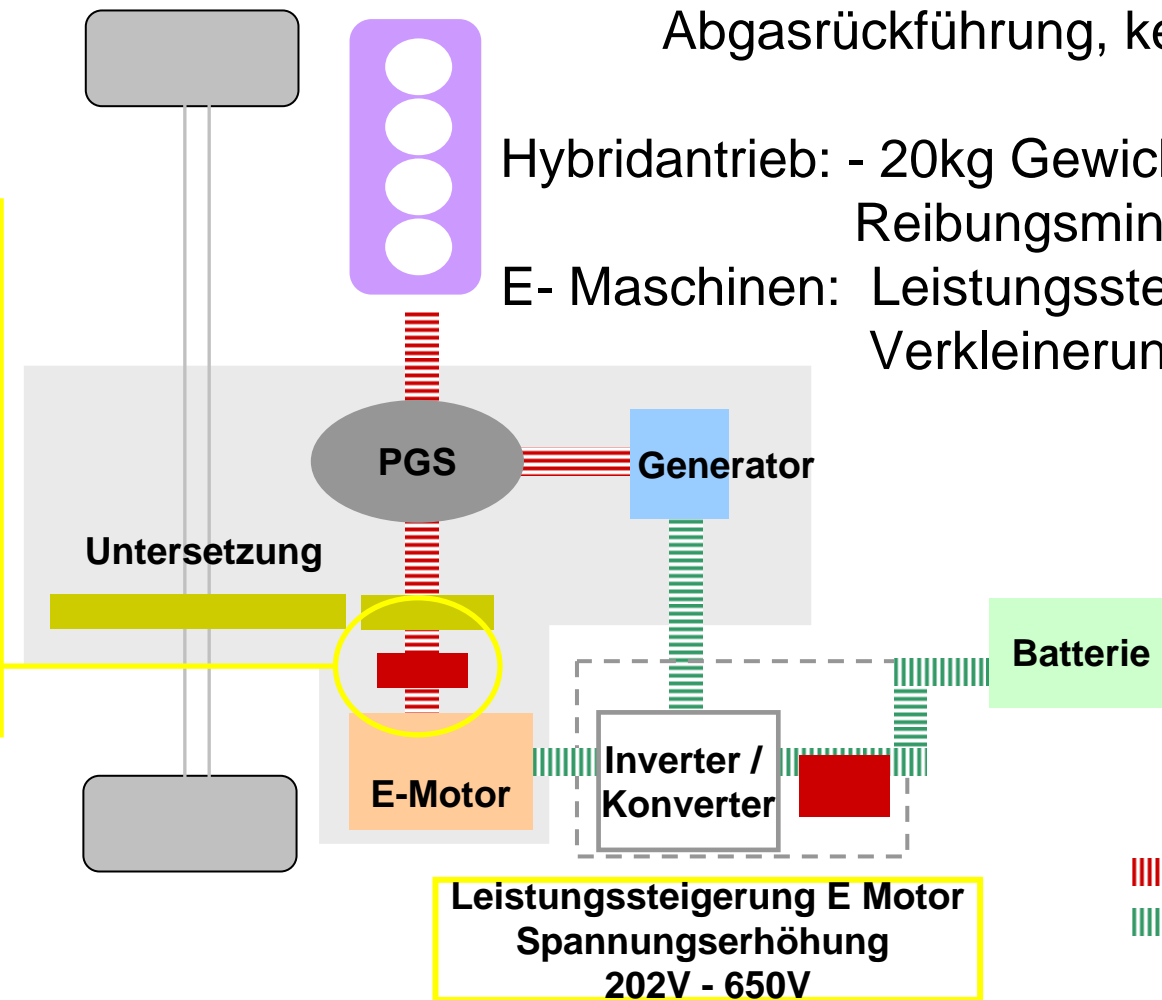 Abgasrückführung, ke
Hybridantrieb: - 20kg Gewich
Reibungsmin
E- Maschinen: Leistungsste
Verkleinerun
PGS
Generator
Untersetzung
Batterie
Inverter /
Konverter
E-Motor
Leistungssteigerung E Motor
Spannungserhöhung
202V - 650V